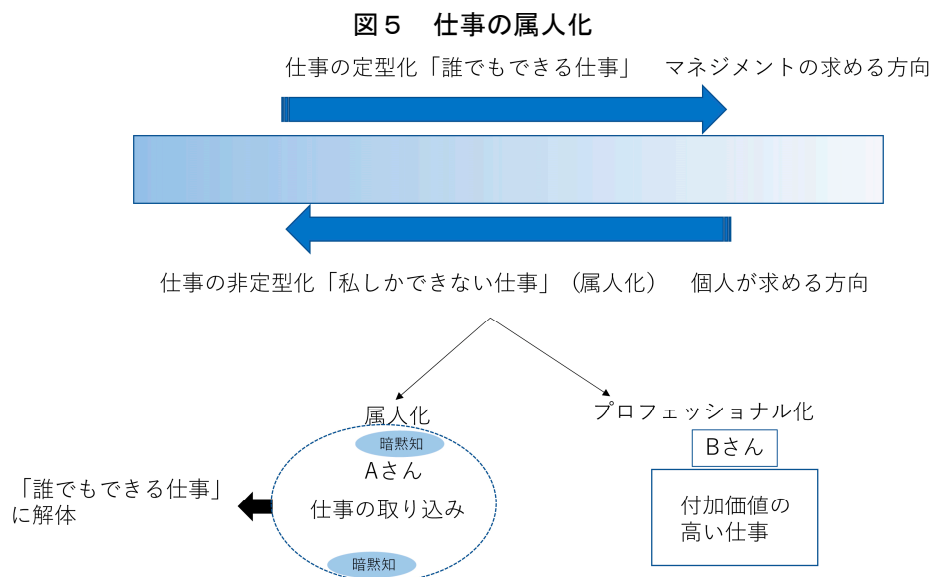 図５　仕事の属人化
仕事の定型化「誰でもできる仕事」　マネジメントの求める方向
仕事の非定型化「私しかできない仕事」（属人化）　個人が求める方向
属人化
プロフェッショナル化
暗黙知
Aさん
仕事の取り込み
暗黙知
Bさん
付加価値の
高い仕事
「誰でもできる仕事」
に解体